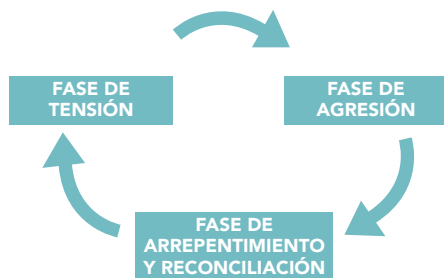 FASE DE
TENSIÓN
FASE DE
AGRESIÓN
FASE DE
ARREPENTIMIENTO
Y RECONCILIACIÓN